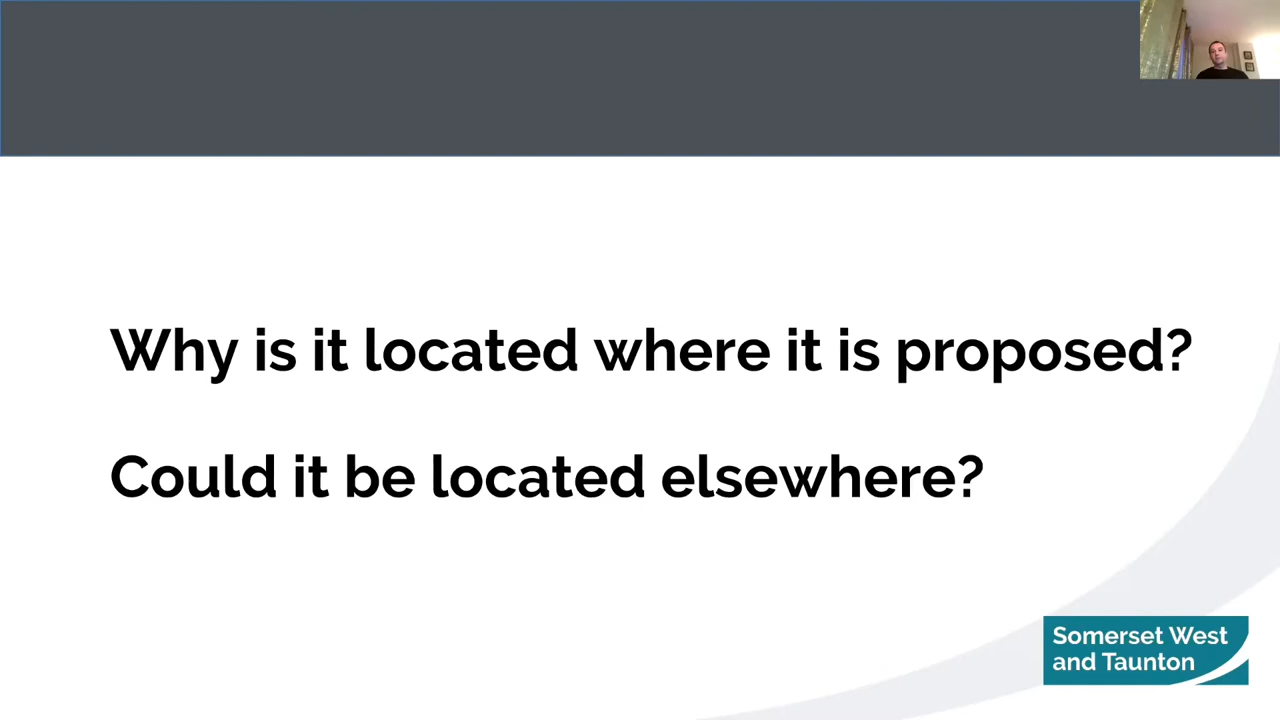 Why is it located where it is proposed?
Could it be located elsewhere?
Somerset West
and Taunton